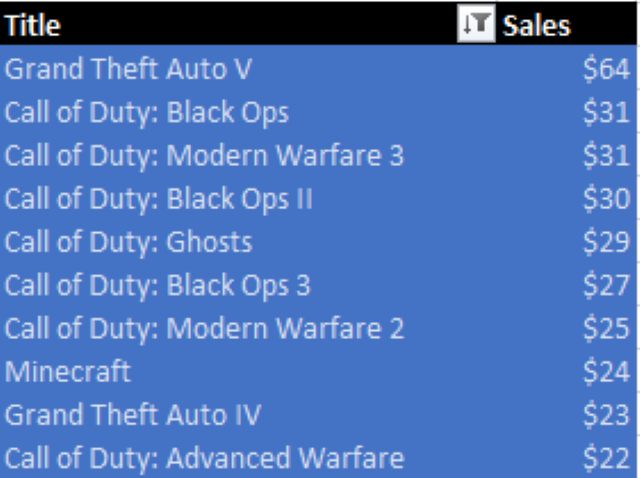 Title Sales
Grand Theft Auto V $64
Call of Duty: Black Ops $31
Call of Duty: Modern Warfare 3 $31
Call of Duty: Black Ops II $30
Call of Duty: Ghosts $29
Call of Duty: Black Ops 3 $27
Call of Duty: Modern Warfare 2 $25
Minecraft $24
Grand Theft Auto IV $23
Call of Duty: Advanced Warfare $22